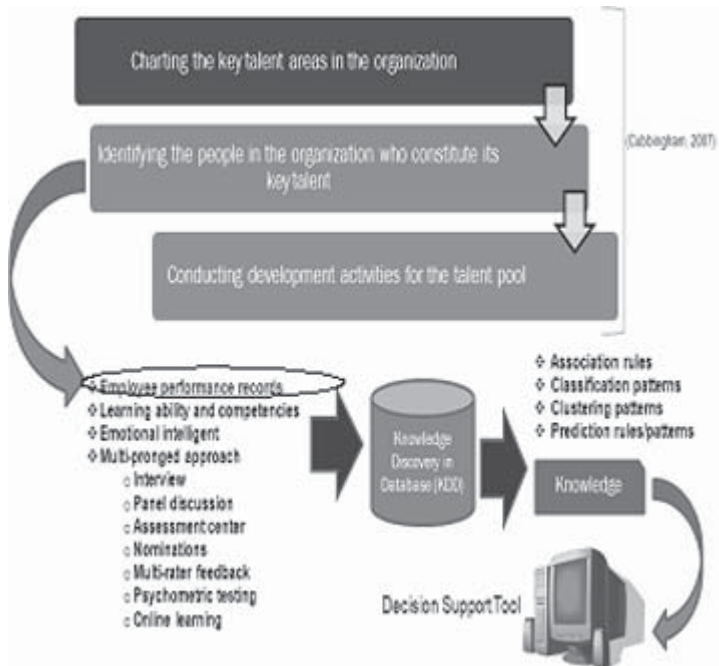 Charting the key talent areas in the organization
(Cubbingham, 2007)
Identifying the people in the organization who constitute its
key talent
Conducting development activities for the talent pool
❖ Employee performance records
❖ Learning ability and competencies
❖ Emotional intelligent
❖ Multi-pronged approach
o Interview
o Panel discussion
o Assessment center
o Nominations
o Multi-rater feedback
o Psychometric testing
o Online learning
Knowledge
Discovery in
Database (KDD)
❖ Association rules
❖ Classification patterns
❖ Clustering patterns
❖ Prediction rules/patterns
Knowledge
Decision Support Tool